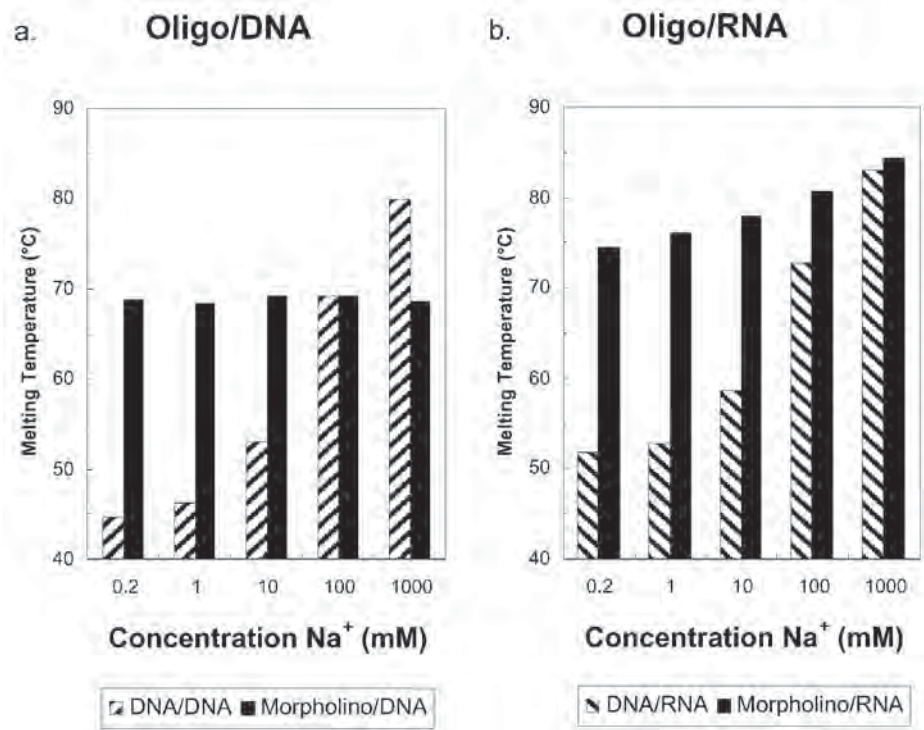 a.
Oligo/DNA
90
80
70
60
50
40
Melting Temperature (°C)
0.2 1 10 100 1000
Concentration Na⁺ (mM)
DNA/DNA Morpholino/DNA
b.
Oligo/RNA
90
80
70
60
50
40
Melting Temperature (°C)
0.2 1 10 100 1000
Concentration Na⁺ (mM)
DNA/RNA Morpholino/RNA